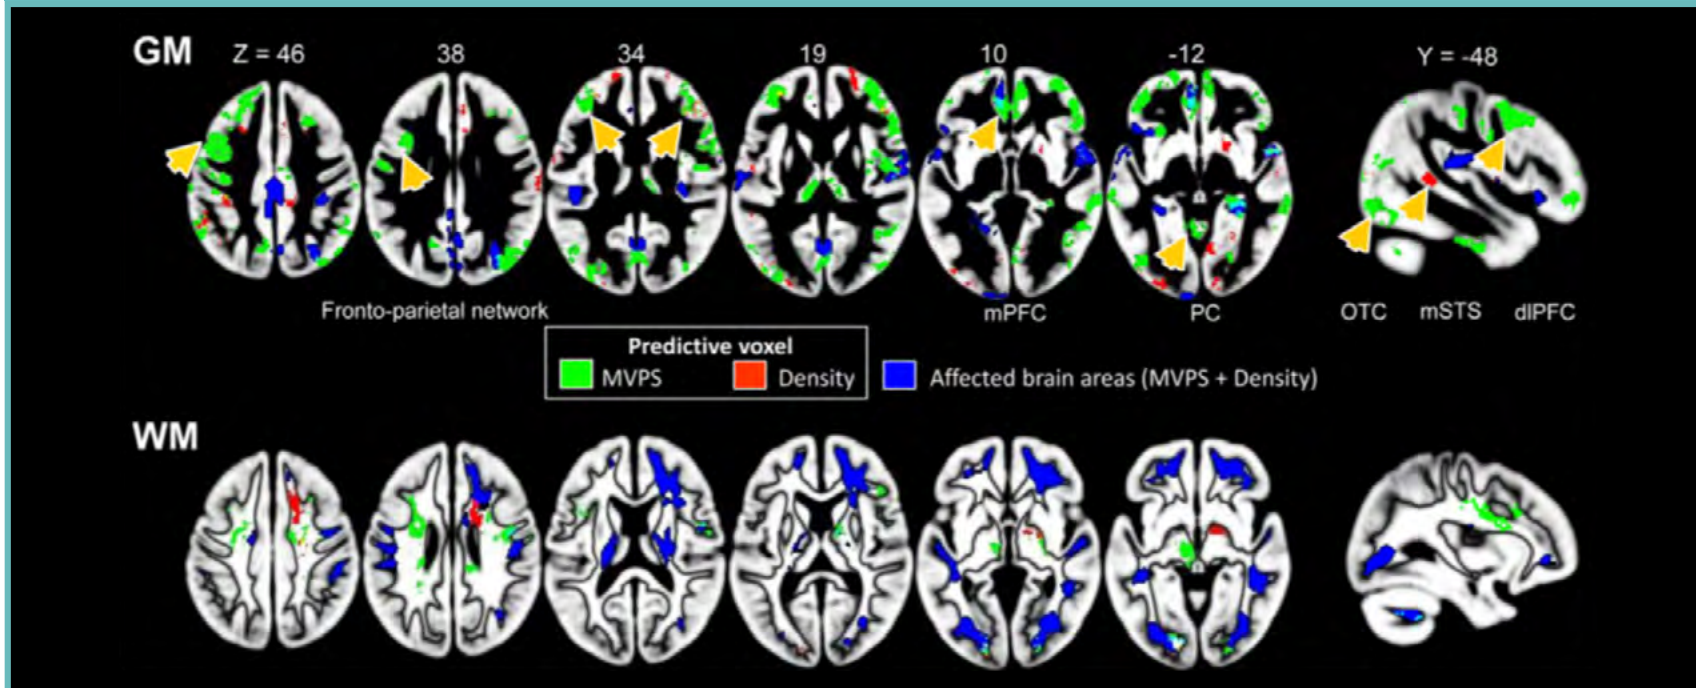 GM
Z = 46 38 34 19 10 -12 Y = -48
Fronto-parietal network mPFC PC OTC mSTS dlPFC
Predictive voxel
MVPS Density Affected brain areas (MVPS + Density)
WM